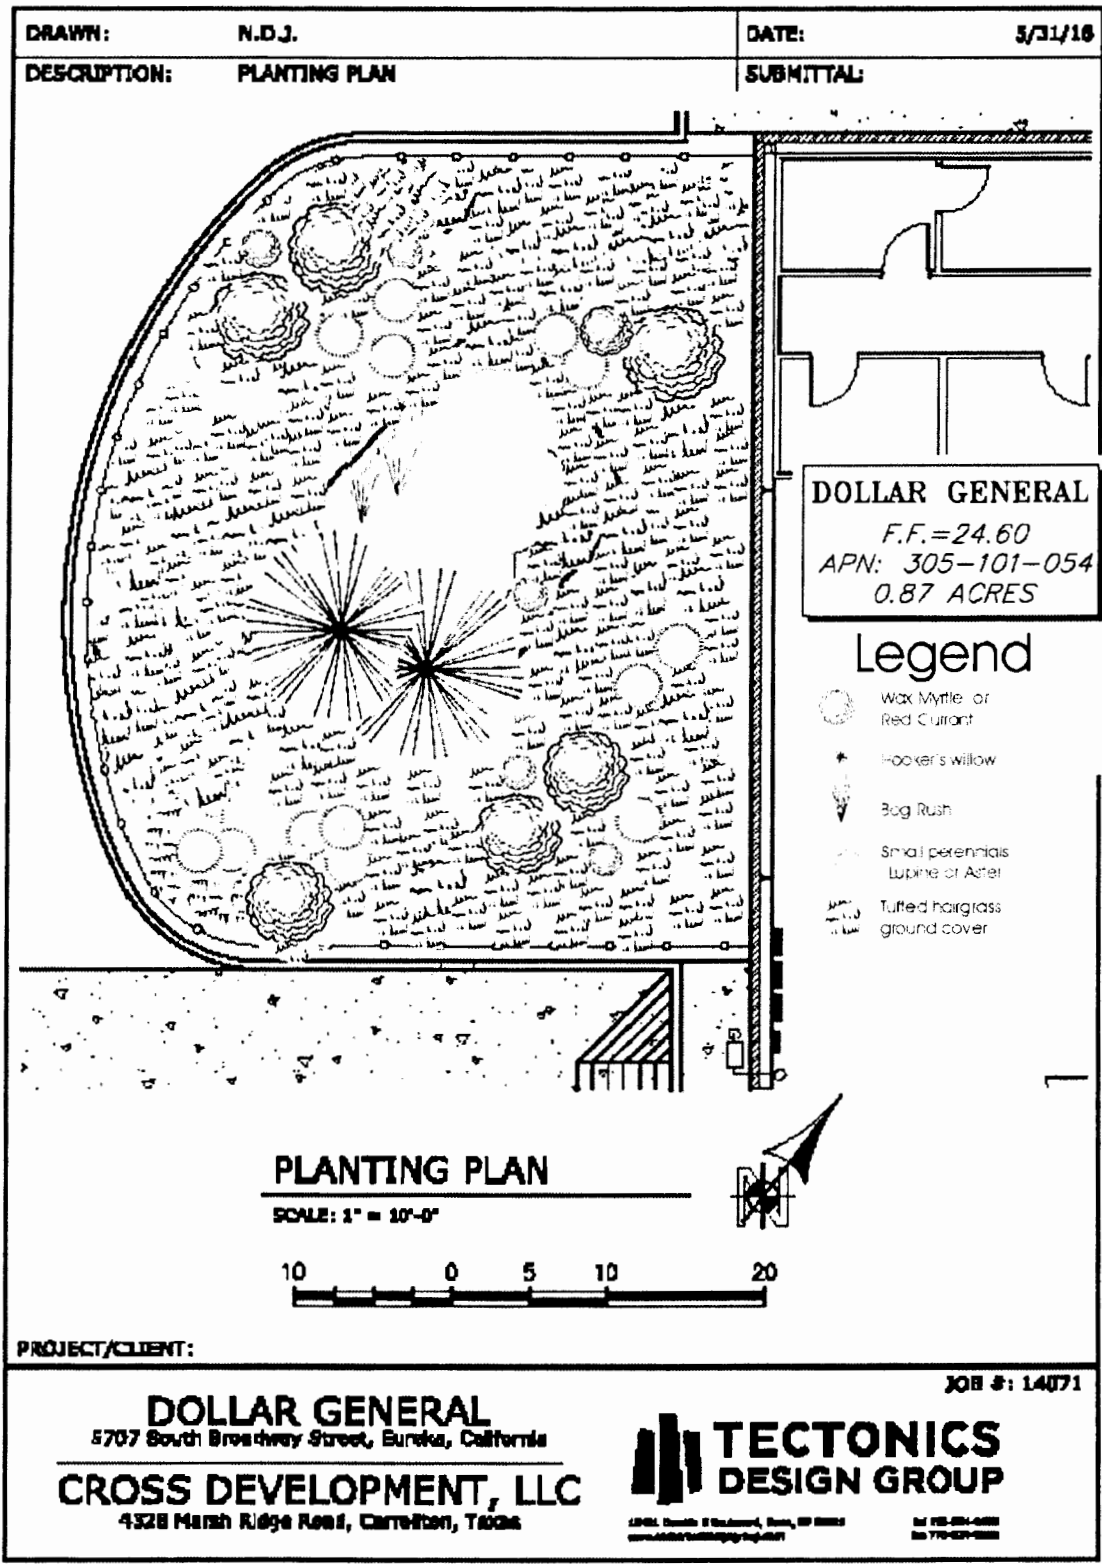 DRAWN: N.D.J. DATE: 5/31/16
DESCRIPTION: PLANTING PLAN SUBMITTAL:
DOLLAR GENERAL
F.F.=24.60
APN: 305-101-054
0.87 ACRES
Legend
Wax Myrtle or
Red Currant
Hooker's willow
Bog Rush
Small perennials
Lupine or Aster
Tufted hairgrass
ground cover
N
PLANTING PLAN
SCALE: 1" = 10'-0"
10 0 5 10 20
PROJECT/CLIENT:
JOB #: 14071
DOLLAR GENERAL
5707 South Broadway Street, Eureka, California
CROSS DEVELOPMENT, LLC
4328 Marsh Ridge Road, Carrollton, Texas
TECTONICS
DESIGN GROUP